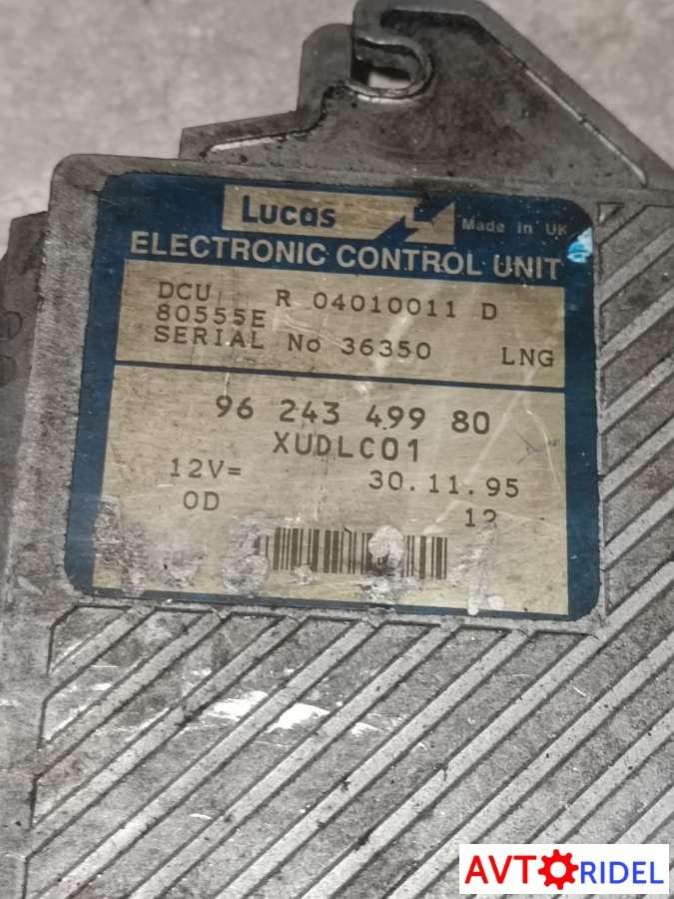 Lucas
Made in UK
ELECTRONIC CONTROL UNIT
DCU R 04010011 D
80555E
SERIAL No 36350 LNG
96 243 499 80
XUDLC01
12V= 30.11.95
OD 12
AVTORIDEL